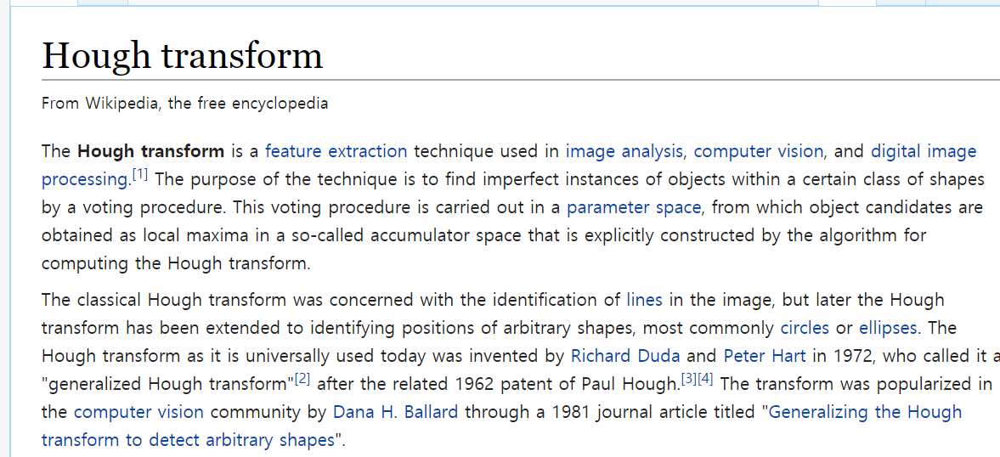 Hough transform
From Wikipedia, the free encyclopedia
The Hough transform is a feature extraction technique used in image analysis, computer vision, and digital image
processing.[1] The purpose of the technique is to find imperfect instances of objects within a certain class of shapes
by a voting procedure. This voting procedure is carried out in a parameter space, from which object candidates are
obtained as local maxima in a so-called accumulator space that is explicitly constructed by the algorithm for
computing the Hough transform.
The classical Hough transform was concerned with the identification of lines in the image, but later the Hough
transform has been extended to identifying positions of arbitrary shapes, most commonly circles or ellipses. The
Hough transform as it is universally used today was invented by Richard Duda and Peter Hart in 1972, who called it a
"generalized Hough transform"[2] after the related 1962 patent of Paul Hough.[3][4] The transform was popularized in
the computer vision community by Dana H. Ballard through a 1981 journal article titled "Generalizing the Hough
transform to detect arbitrary shapes".